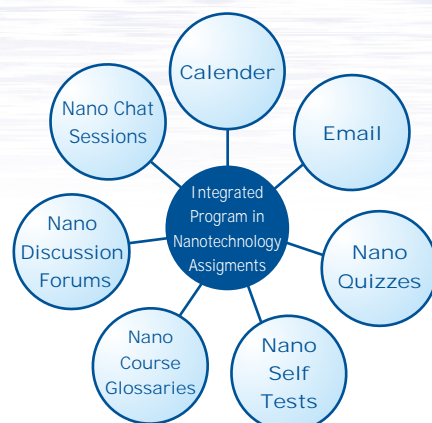 Calender
Email
Nano
Quizzes
Nano
Self
Tests
Nano
Course
Glossaries
Nano
Discussion
Forums
Nano Chat
Sessions
Integrated
Program in
Nanotechnology
Assigments